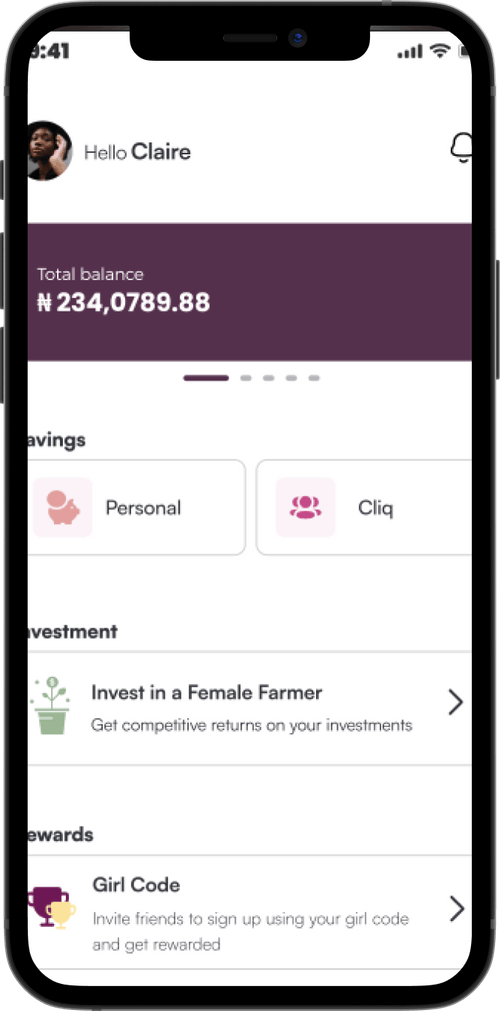 9:41
Hello Claire
Total balance
₦ 234,0789.88
avings
Personal
Cliq
nvestment
Invest in a Female Farmer
Get competitive returns on your investments
ewards
Girl Code
Invite friends to sign up using your girl code
and get rewarded